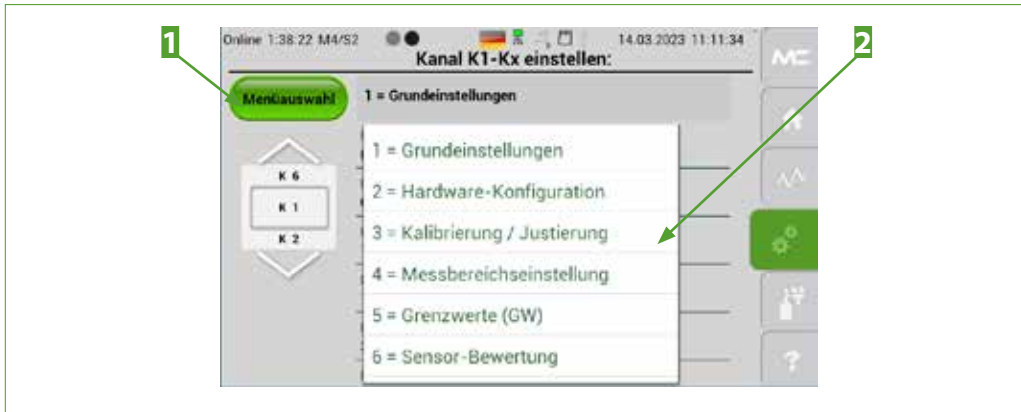 1
2
Online 1:38:22 M4/S2
14.03.2023 11:11:34
Kanal K1-Kx einstellen:
MC
Menüauswahl
1 = Grundeinstellungen
1 = Grundeinstellungen
2 = Hardware-Konfiguration
3 = Kalibrierung / Justierung
4 = Messbereichseinstellung
5 = Grenzwerte (GW)
6 = Sensor-Bewertung
K 6
K 1
K 2
?